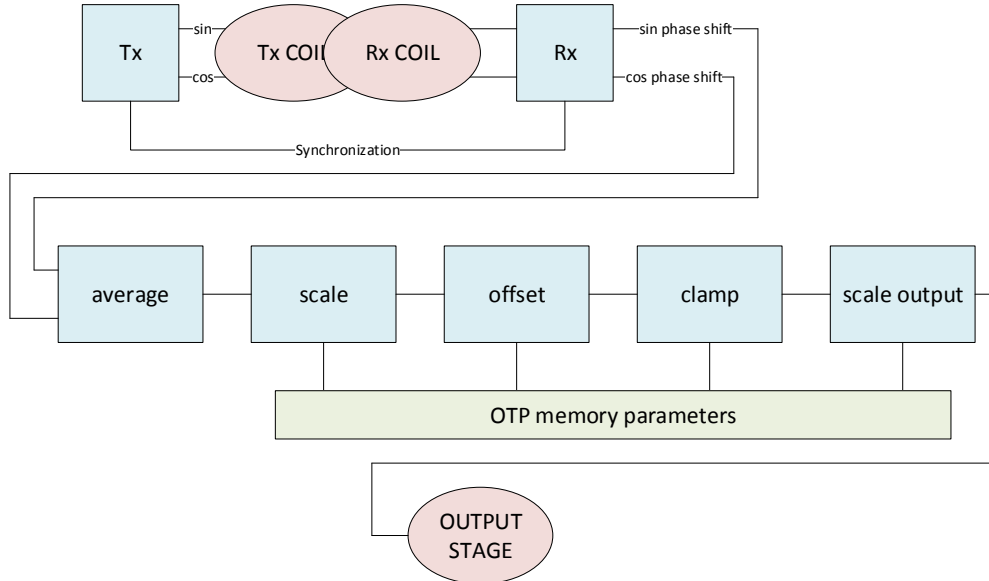 Tx
sin
cos
Tx COIL
Rx COIL
Rx
sin phase shift
cos phase shift
Synchronization
average
scale
offset
clamp
scale output
OTP memory parameters
OUTPUT
STAGE